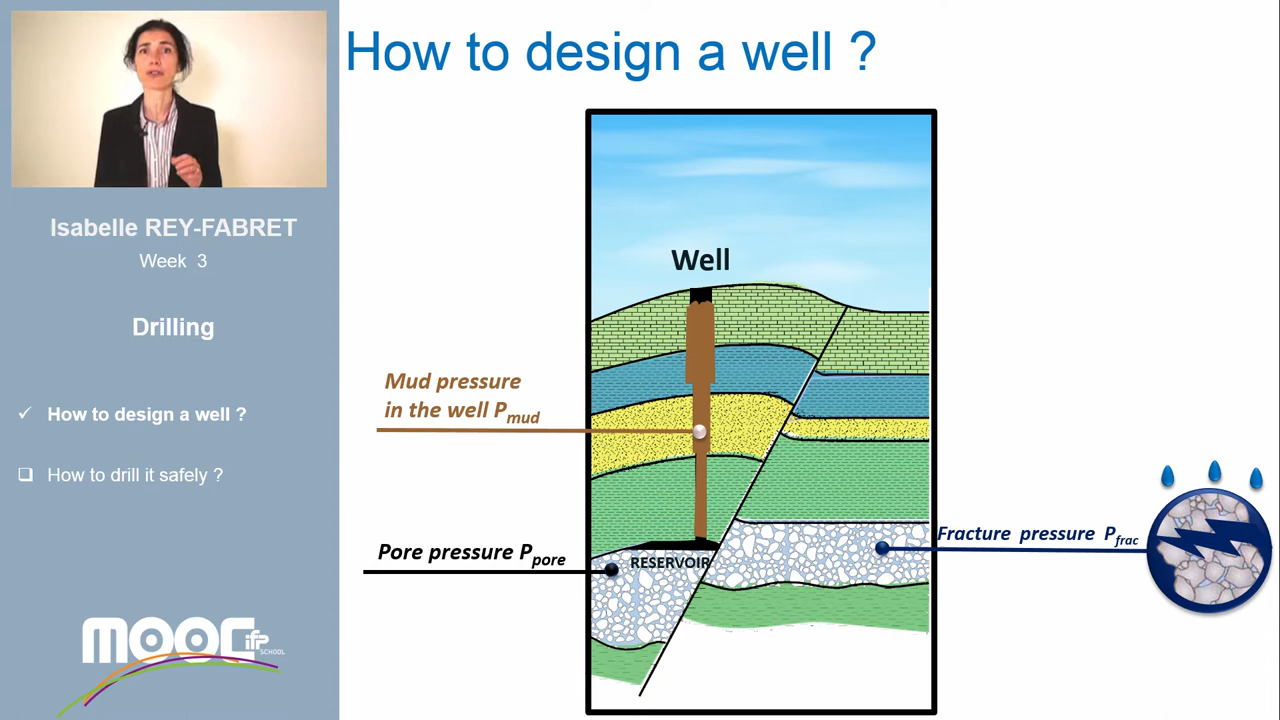 How to design a well ?
Isabelle REY-FABRET
Week 3
Drilling
✓ How to design a well ?
❑ How to drill it safely ?
MOOC ifp
SCHOOL
Well
Mud pressure
in the well Pmud
Pore pressure Ppore
RESERVOIR
Fracture pressure Pfrac